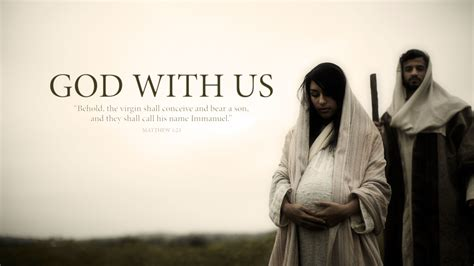 GOD WITH US
"Behold, the virgin shall conceive and bear a son,
and they shall call his name Immanuel."
MATTHEW 1:23